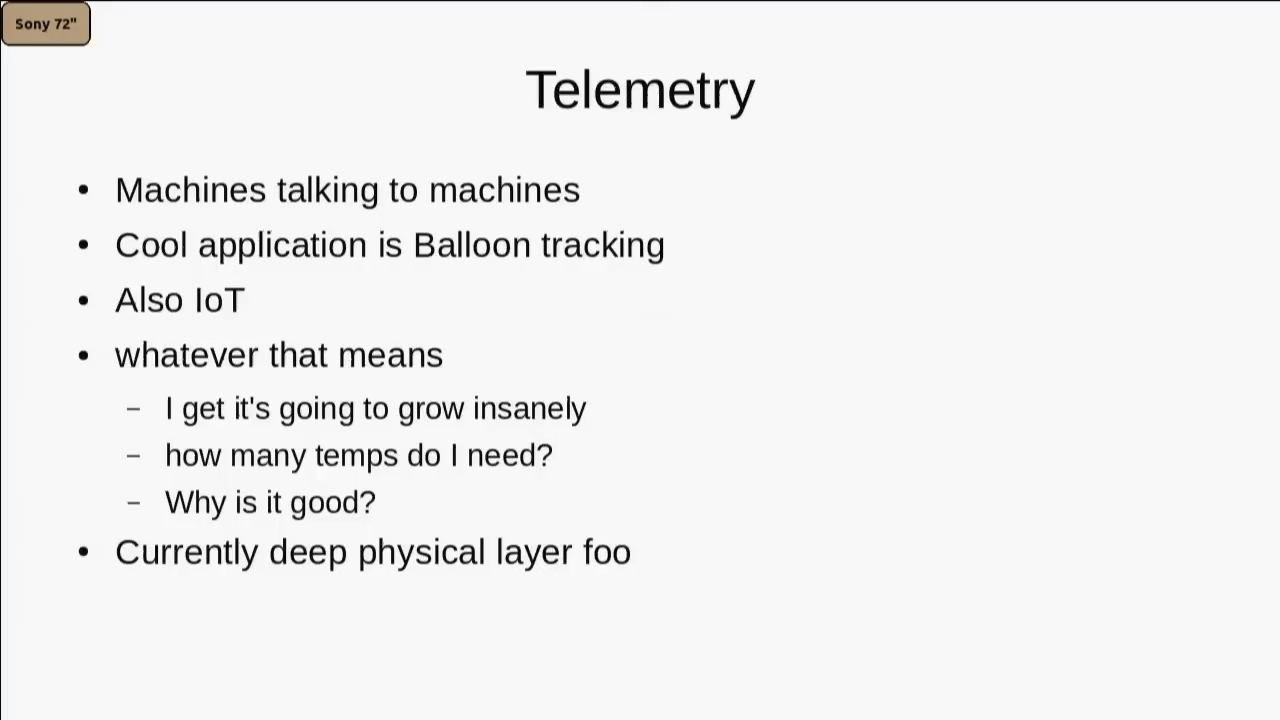 Sony 72"
Telemetry
• Machines talking to machines
• Cool application is Balloon tracking
• Also IoT
• whatever that means
– I get it's going to grow insanely
– how many temps do I need?
– Why is it good?
• Currently deep physical layer foo